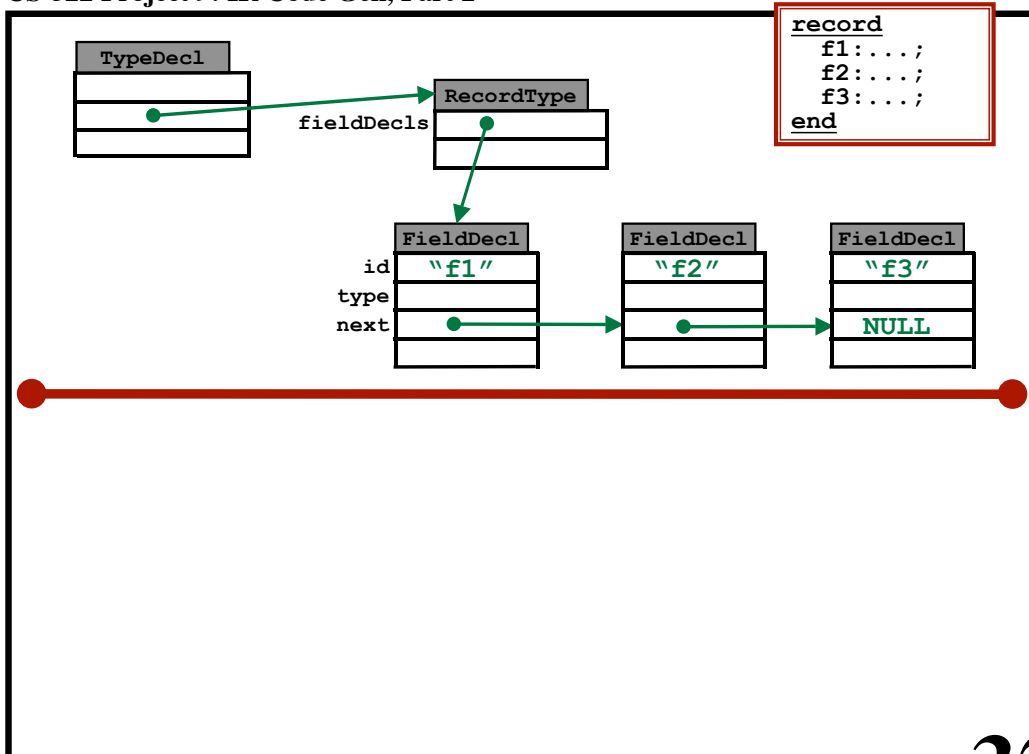 record
f1:...;
f2:...;
f3:...;
end
TypeDecl
RecordType
fieldDecls
FieldDecl FieldDecl FieldDecl
id "f1" "f2" "f3"
type
next NULL